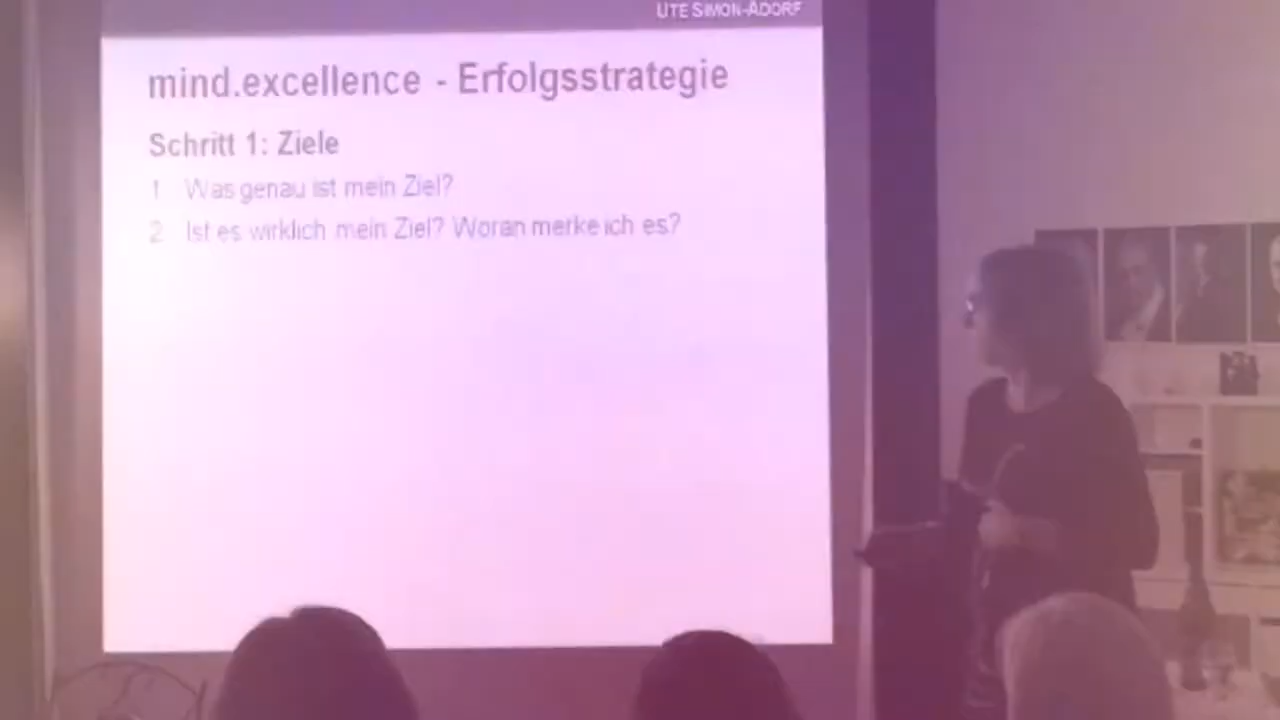 UTE SIMON-ADORF
mind.excellence - Erfolgsstrategie
Schritt 1: Ziele
1 Was genau ist mein Ziel?
2 Ist es wirklich mein Ziel? Woran merke ich es?